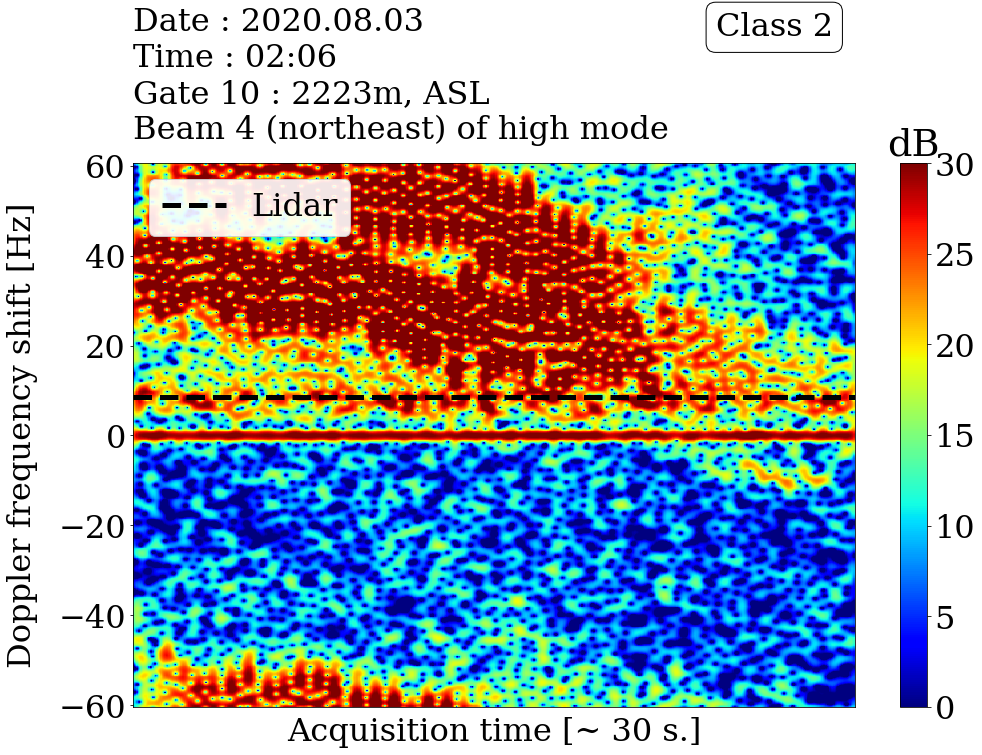 Date : 2020.08.03
Class 2
Time : 02:06
Gate 10 : 2223m, ASL
Beam 4 (northeast) of high mode
dB
60
40
20
0
−20
−40
−60
Doppler frequency shift [Hz]
Lidar
Acquisition time [~ 30 s.]
30
25
20
15
10
5
0